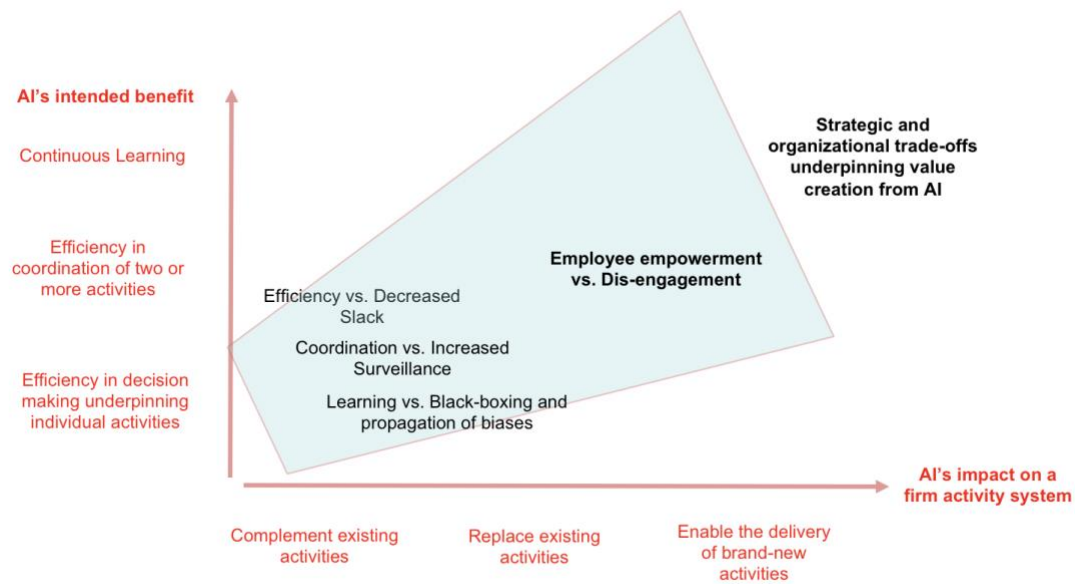 AI's intended benefit
Continuous Learning
Efficiency in
coordination of two or
more activities
Efficiency in decision
making underpinning
individual activities
Strategic and
organizational trade-offs
underpinning value
creation from AI
Employee empowerment
vs. Dis-engagement
Efficiency vs. Decreased
Slack
Coordination vs. Increased
Surveillance
Learning vs. Black-boxing and
propagation of biases
AI's impact on a
firm activity system
Complement existing
activities
Replace existing
activities
Enable the delivery
of brand-new
activities